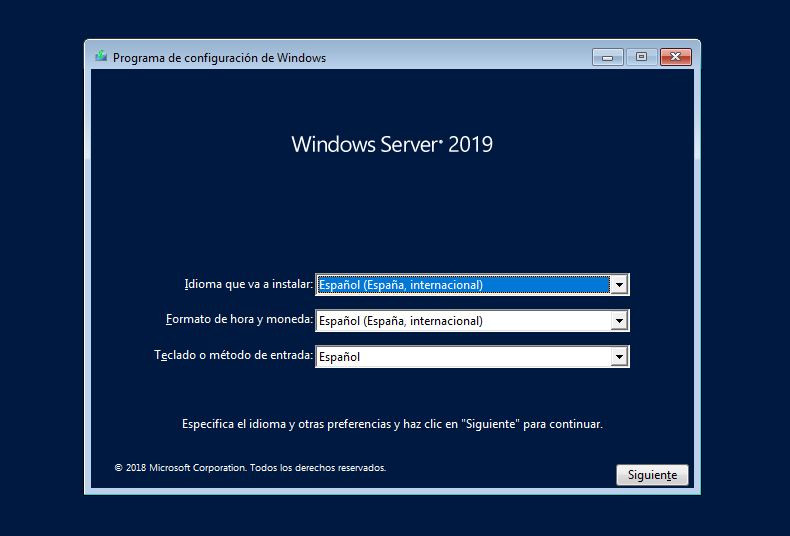 Programa de configuración de Windows
Windows Server® 2019
Idioma que va a instalar: Español (España, internacional)
Formato de hora y moneda: Español (España, internacional)
Teclado o método de entrada: Español
Especifica el idioma y otras preferencias y haz clic en "Siguiente" para continuar.
© 2018 Microsoft Corporation. Todos los derechos reservados.
Siguiente